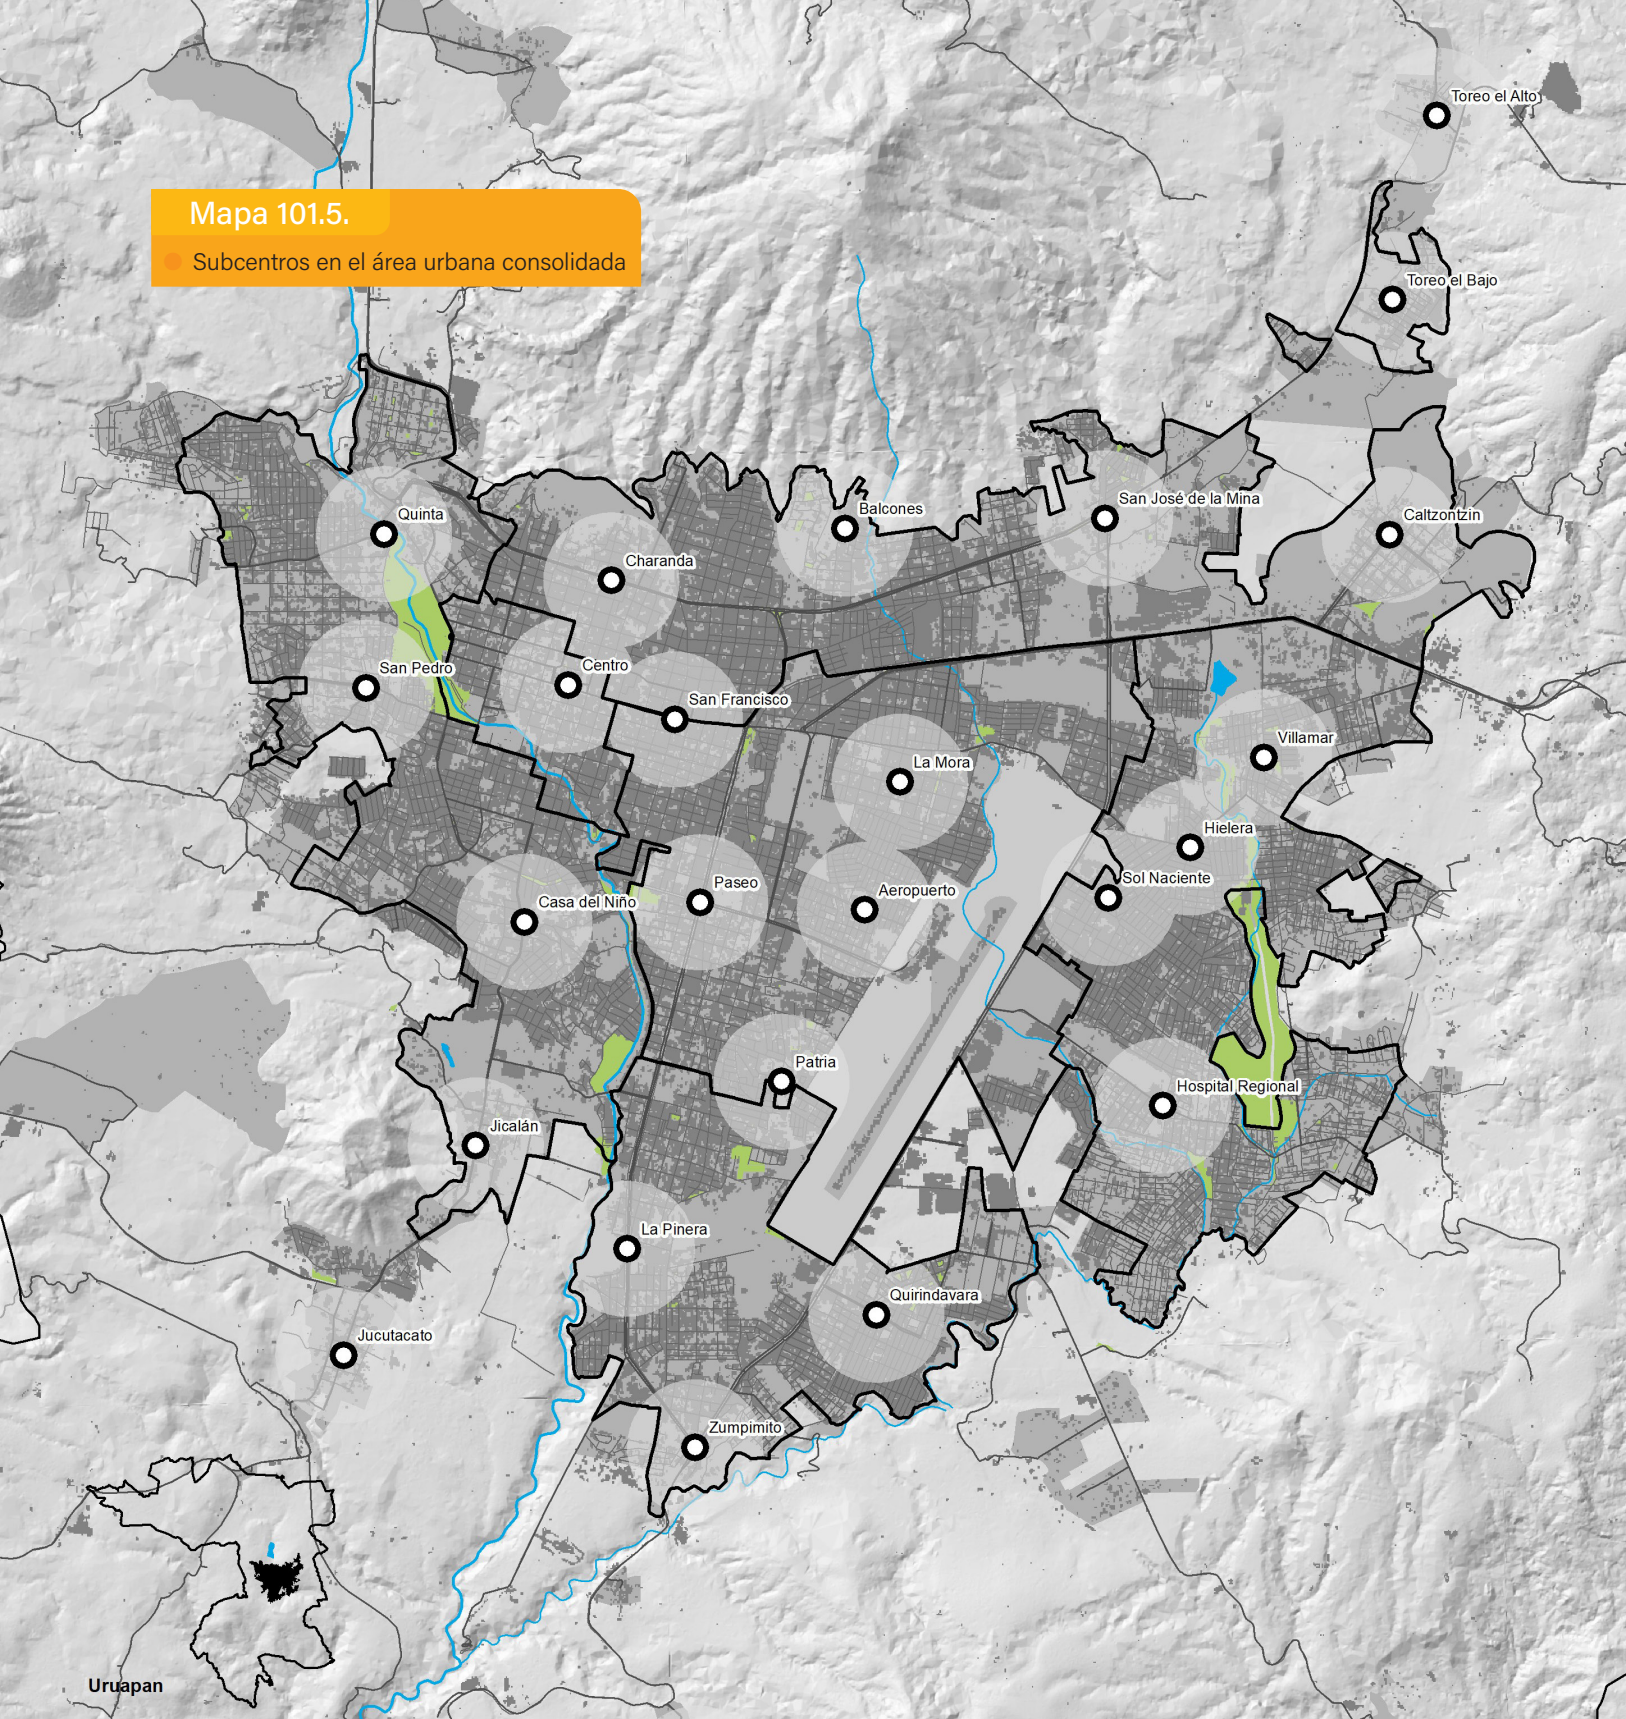 Toreo el Alto
Mapa 101.5.
Subcentros en el área urbana consolidada
Toreo el Bajo
Quinta
Balcones
San José de la Mina
Caltzontzin
Charanda
San Pedro
Centro
San Francisco
Villamar
La Mora
Hielera
Sol Naciente
Paseo
Aeropuerto
Casa del Niño
Patria
Hospital Regional
Jicalán
La Pinera
Quirindavara
Jucutacato
Zumpimito
Uruapan